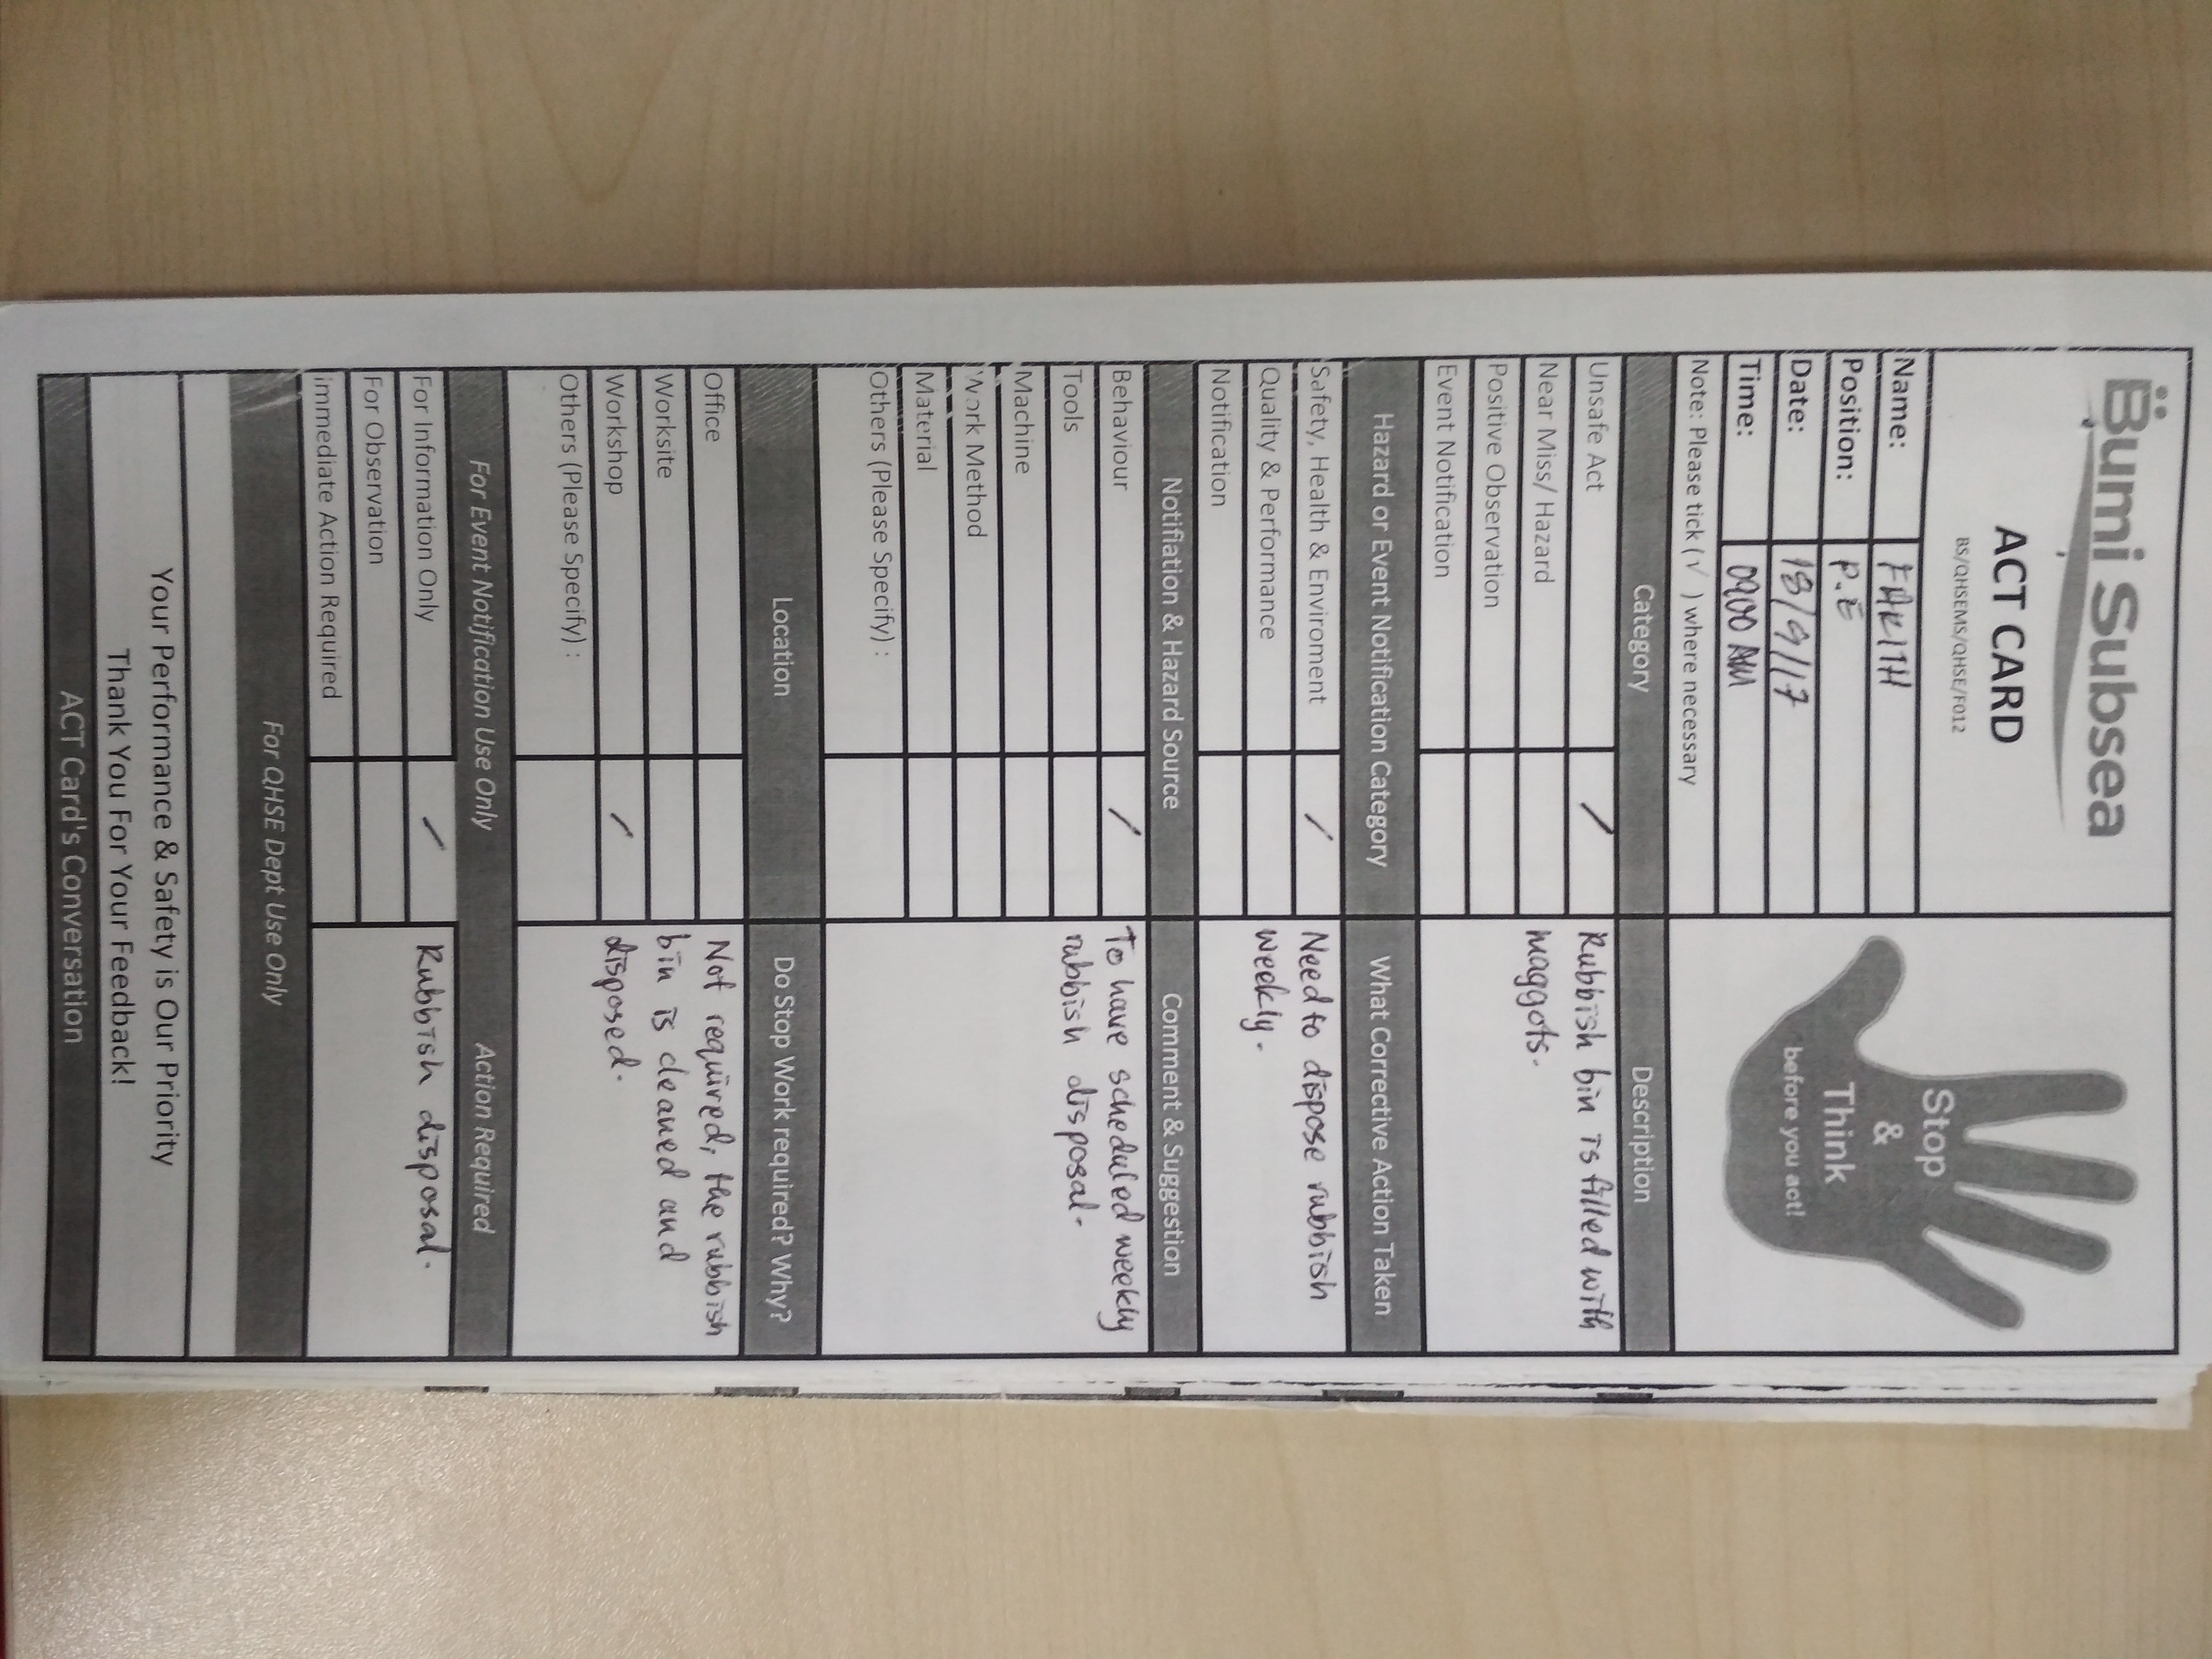 Bumi Subsea
ACT CARD
BS/QHSEMS/QHSE/F012
Stop
&
Think
before you act!
Name: FARITH
Position: P.E
Date: 18/9/17
Time: 0900 AM
Note: Please tick (√ ) where necessary
Category Description
Unsafe Act / Rubbish bin is filled with
Near Miss/ Hazard maggots.
Positive Observation
Event Notification
Hazard or Event Notification Category What Corrective Action Taken
Safety, Health & Enviroment / Need to dispose rubbish
Quality & Performance weekly.
Notification
Notifiation & Hazard Source Comment & Suggestion
Behaviour / To have scheduled weekly
Tools rubbish disposal.
Machine
Work Method
Material
Others (Please Specify) :
Location Do Stop Work required? Why?
Office Not required, the rubbish
Worksite bin is cleaned and
Workshop / disposed.
Others (Please Specify) :
For Event Notification Use Only Action Required
For Information Only / Rubbish disposal.
For Observation
immediate Action Required
For QHSE Dept Use Only
Your Performance & Safety is Our Priority
Thank You For Your Feedback!
ACT Card's Conversation